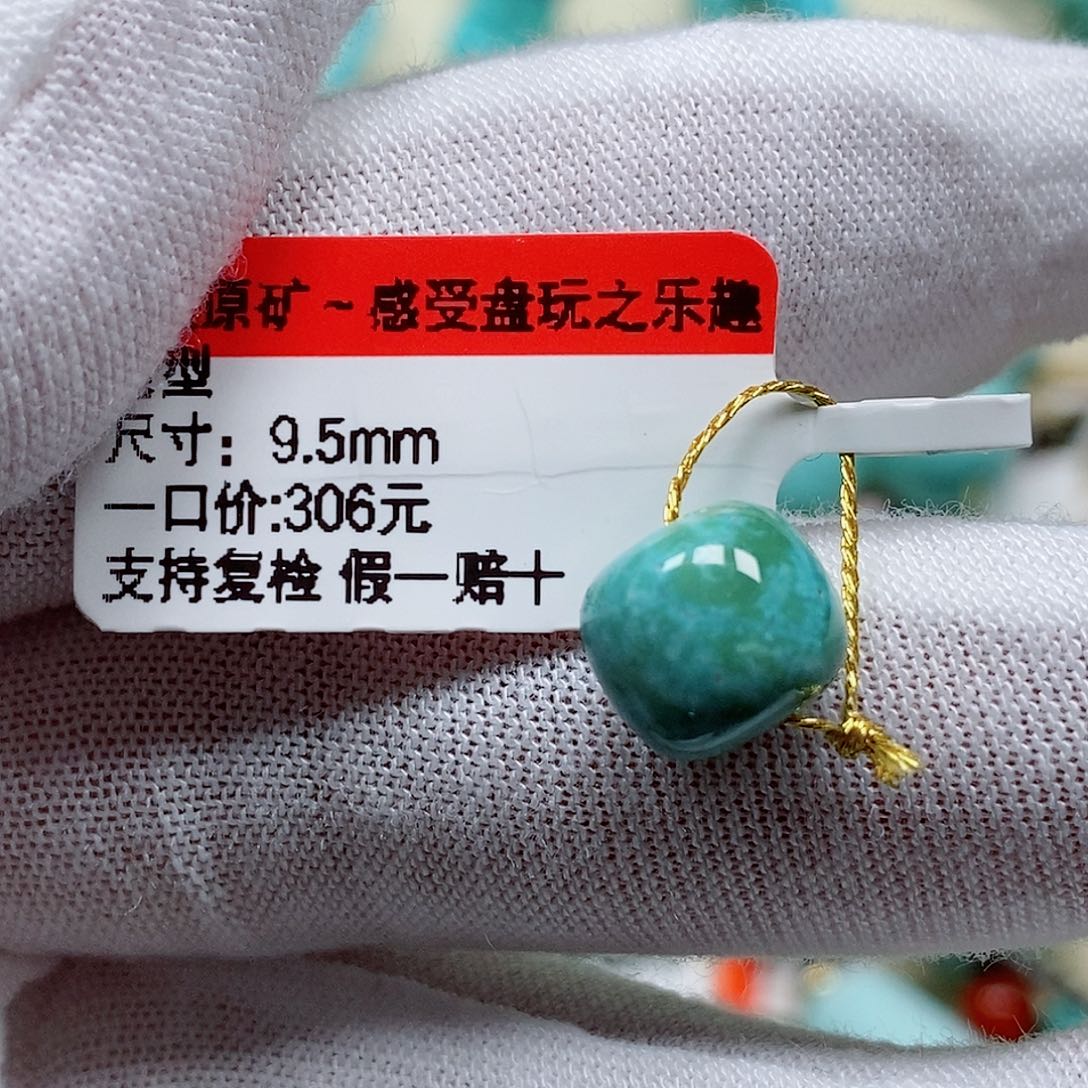 原矿~感受盘玩之乐趣
型
尺寸：9.5mm
一口价:306元
支持复检 假一赔十